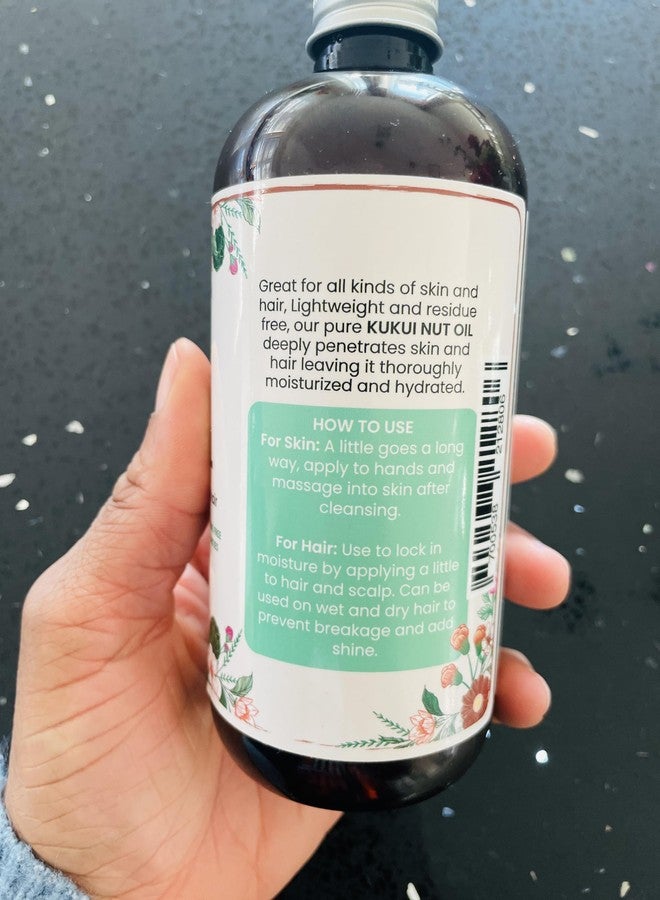 Great for all kinds of skin and
hair, Lightweight and residue
free, our pure KUKUI NUT OIL
deeply penetrates skin and
hair leaving it thoroughly
moisturized and hydrated.
HOW TO USE
For Skin: A little goes a long
way, apply to hands and
massage into skin after
cleansing.
For Hair: Use to lock in
moisture by applying a little
to hair and scalp. Can be
used on wet and dry hair to
prevent breakage and add
shine.
700538 212806